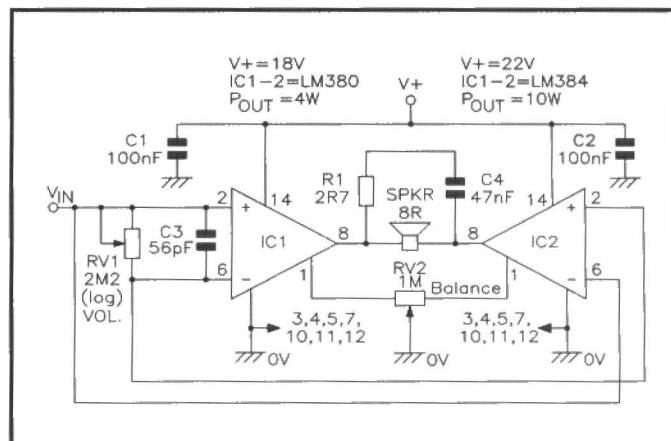 V+=18V
IC1-2=LM380
POUT=4W
V+=22V
IC1-2=LM384
POUT=10W
V+
C1
100nF
C2
100nF
R1
2R7
SPKR
8R
C4
47nF
VIN
2
14
+
C3
56pF
IC1
8
8
14
2
+
IC2
RV1
2M2
(log)
VOL.
6
−
1
RV2
1M
Balance
1
−
6
3,4,5,7,
10,11,12
0V
0V
3,4,5,7,
10,11,12
0V